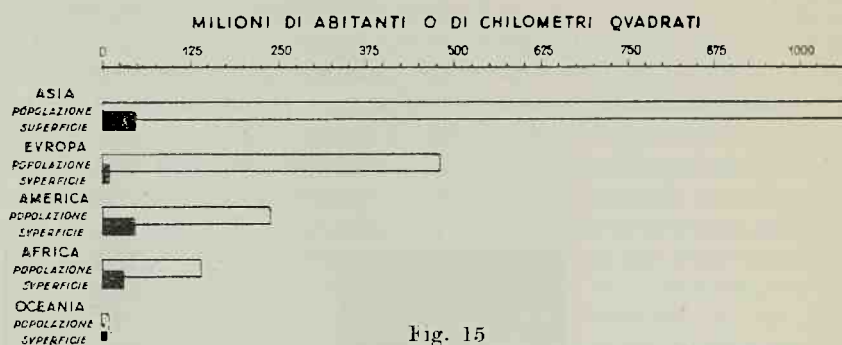 MILIONI DI ABITANTI O DI CHILOMETRI QVADRATI
0 125 250 375 500 625 750 875 1000
ASIA
POPOLAZIONE
SUPERFICIE
EVROPA
POPOLAZIONE
SVPERFICIE
AMERICA
POPOLAZIONE
SVPERFICIE
AFRICA
POPOLAZIONE
SVPERFICIE
OCEANIA
POPOLAZIONE
SVPERFICIE
Fig. 15